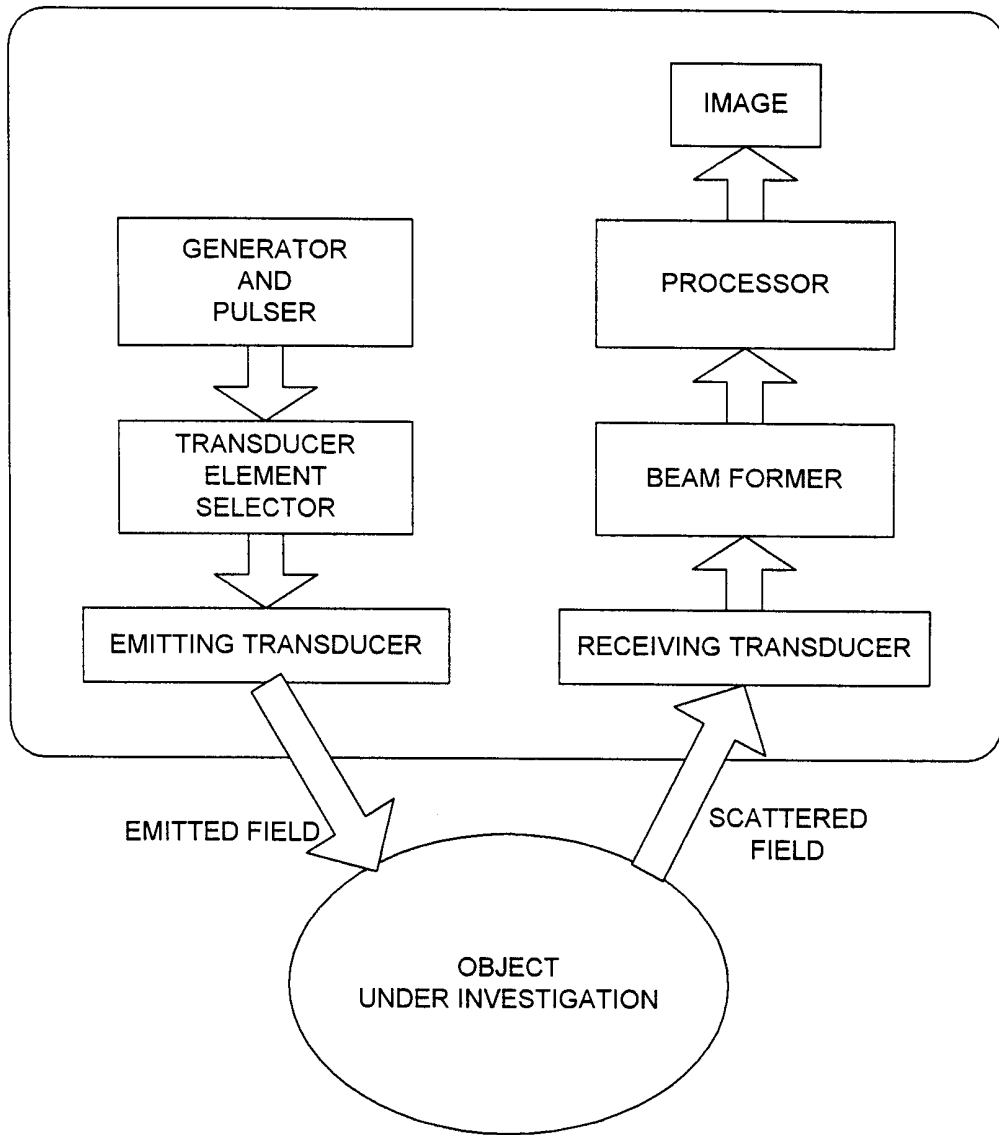 IMAGE
GENERATOR
AND
PULSER
PROCESSOR
TRANSDUCER
ELEMENT
SELECTOR
BEAM FORMER
EMITTING TRANSDUCER
RECEIVING TRANSDUCER
EMITTED FIELD
SCATTERED
FIELD
OBJECT
UNDER INVESTIGATION